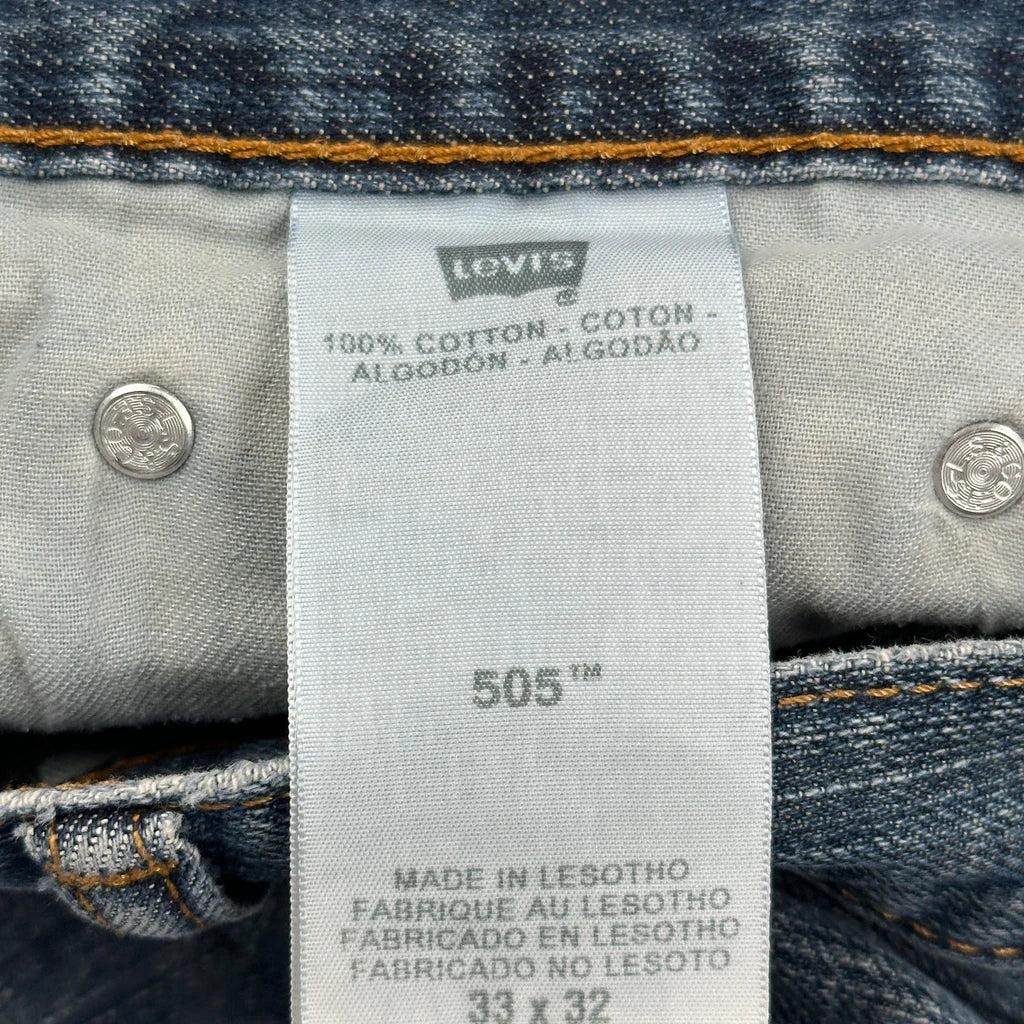 LEVI'S
®
100% COTTON - COTON -
ALGODÓN - ALGODÃO
505™
MADE IN LESOTHO
FABRIQUE AU LESOTHO
FABRICADO EN LESOTHO
FABRICADO NO LESOTO
33 x 32